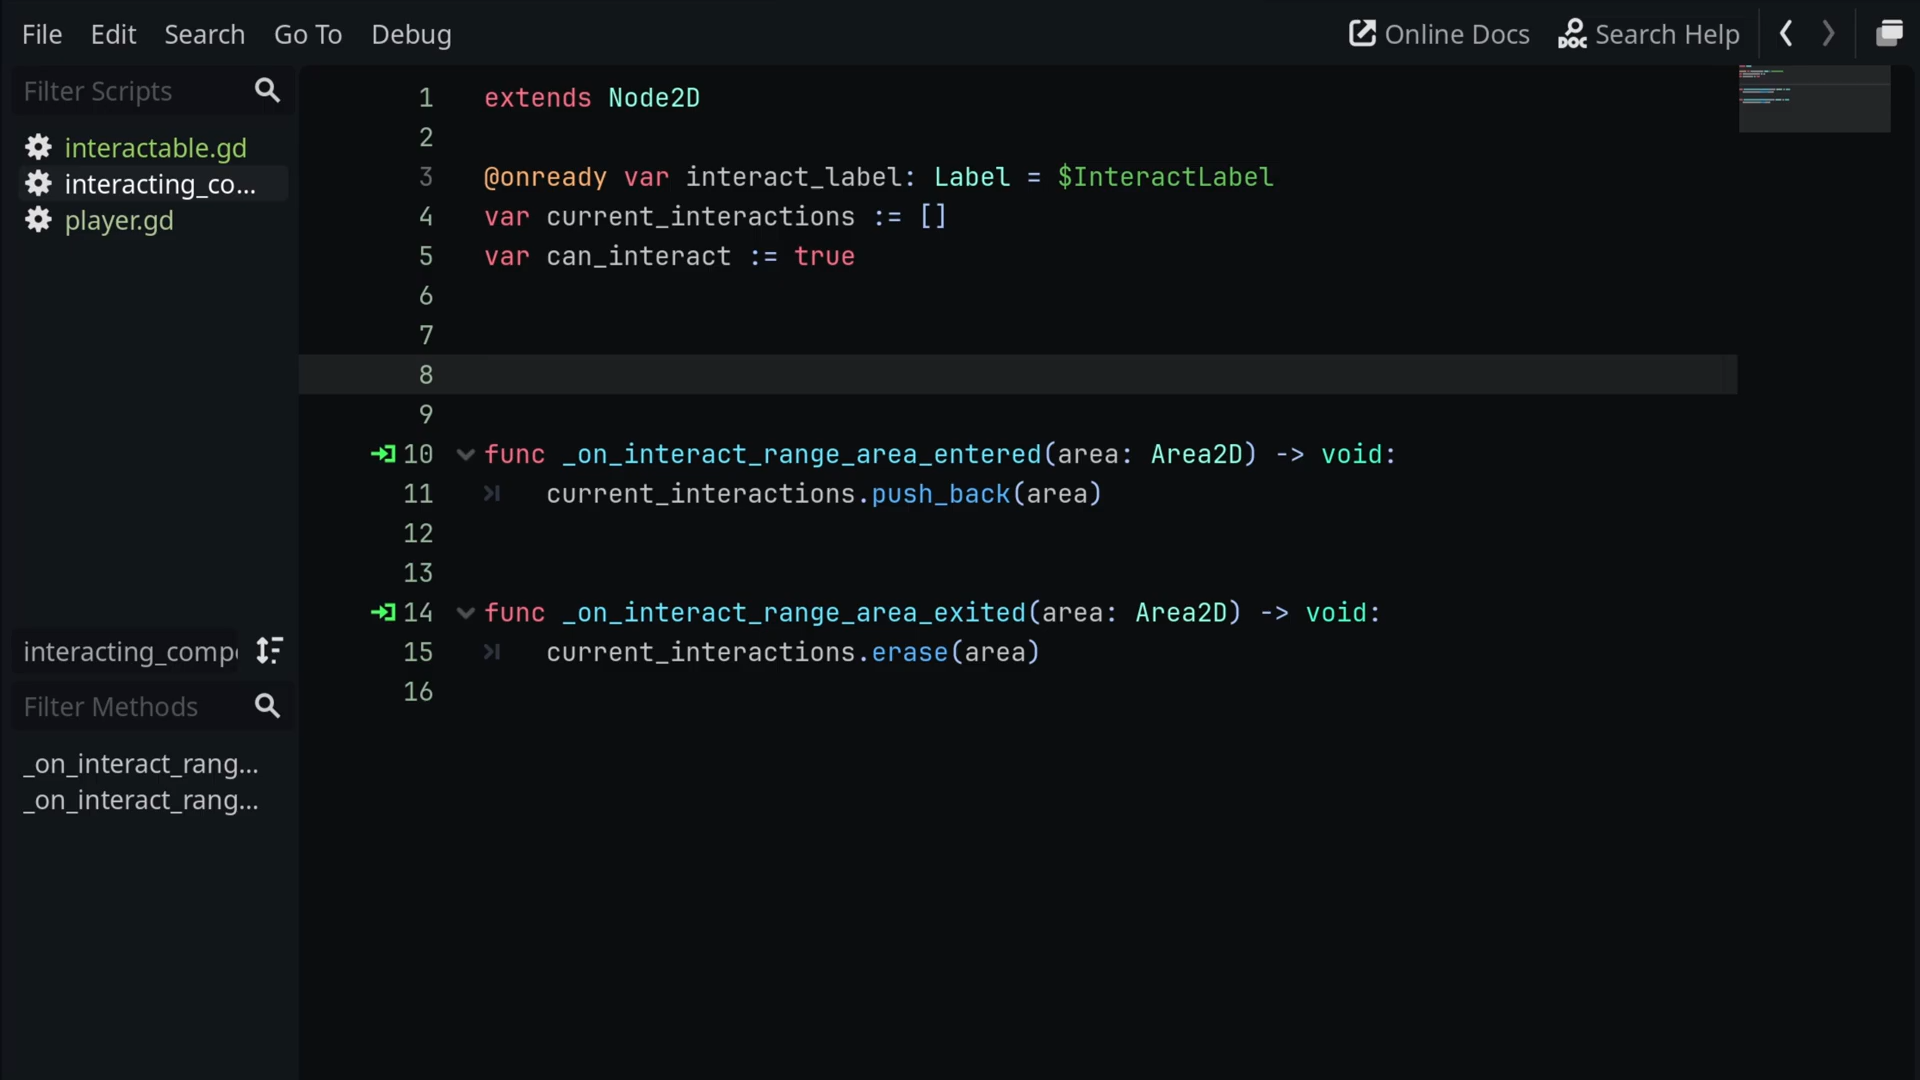 File Edit Search Go To Debug Online Docs Search Help
Filter Scripts
interactable.gd
interacting_co...
player.gd
interacting_comp
Filter Methods
_on_interact_rang...
_on_interact_rang...
1 extends Node2D
2
3 @onready var interact_label: Label = $InteractLabel
4 var current_interactions := []
5 var can_interact := true
6
7
8
9
10 func _on_interact_range_area_entered(area: Area2D) -> void:
11 current_interactions.push_back(area)
12
13
14 func _on_interact_range_area_exited(area: Area2D) -> void:
15 current_interactions.erase(area)
16